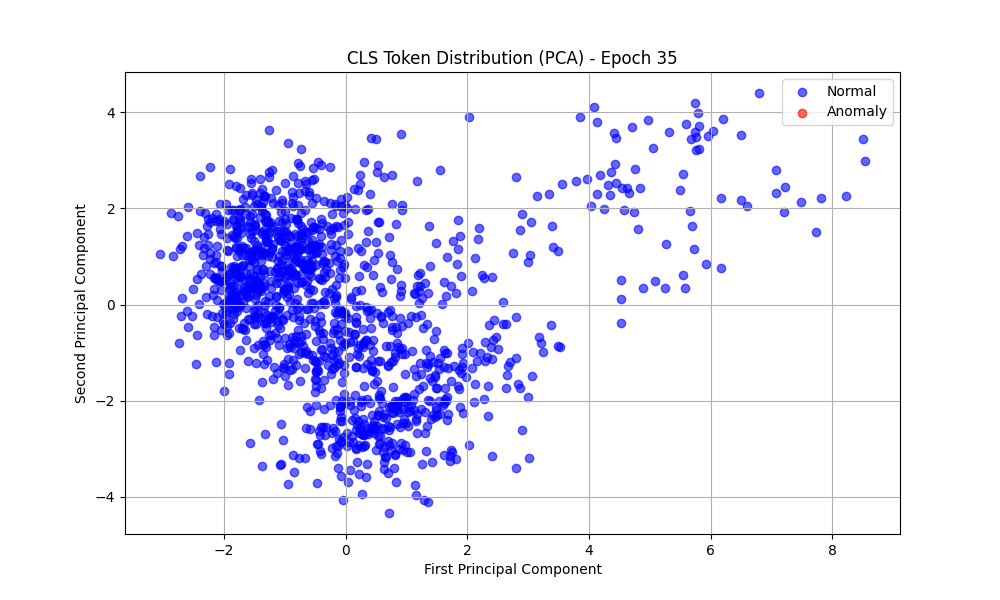 CLS Token Distribution (PCA) - Epoch 35
Normal
Anomaly
4
2
0
−2
−4
Second Principal Component
−2
0
2
4
6
8
First Principal Component